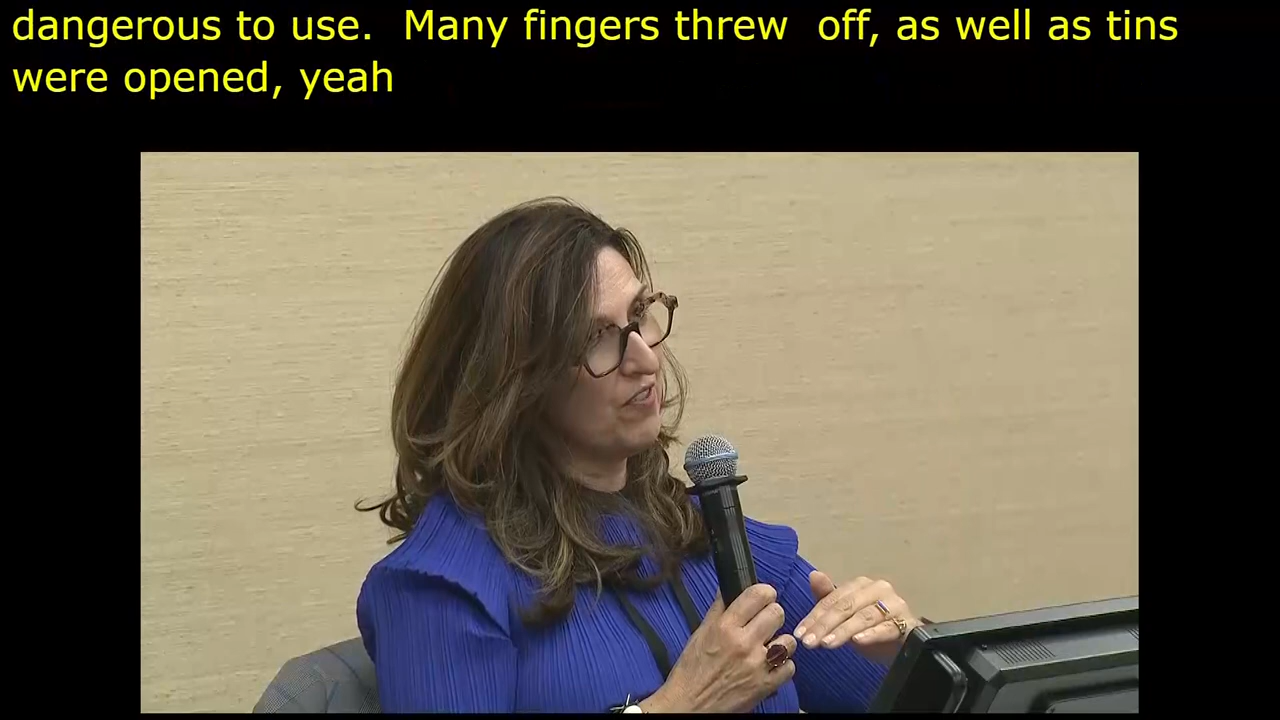 dangerous to use.  Many fingers threw  off, as well as tins
were opened, yeah